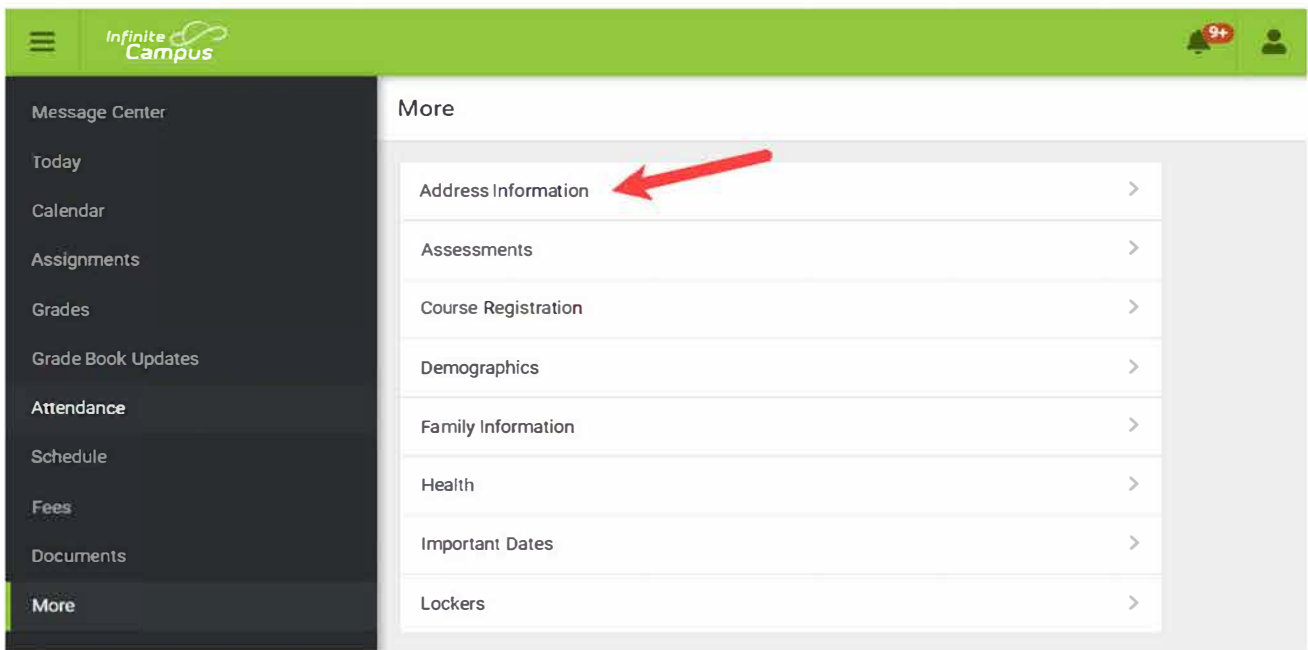 Infinite
Campus
9+
Message Center
Today
Calendar
Assignments
Grades
Grade Book Updates
Attendance
Schedule
Fees
Documents
More
More
Address Information
Assessments
Course Registration
Demographics
Family Information
Health
Important Dates
Lockers